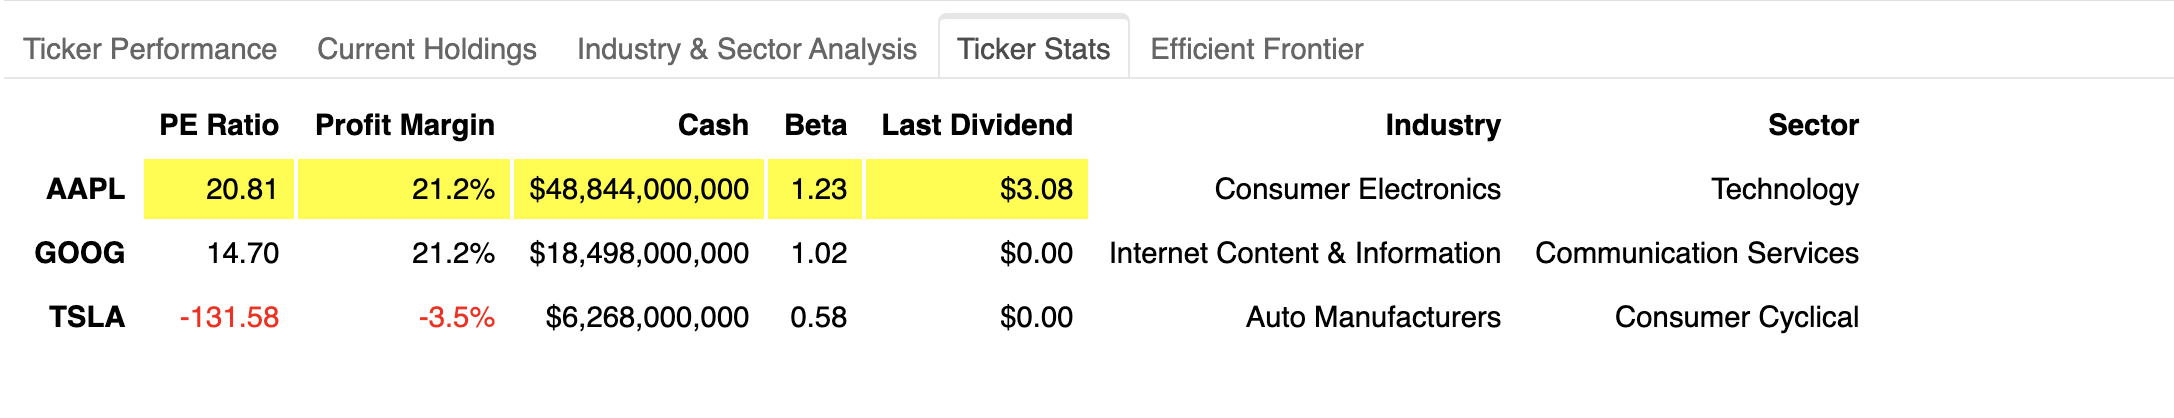 Ticker Performance Current Holdings Industry & Sector Analysis Ticker Stats Efficient Frontier
PE Ratio Profit Margin Cash Beta Last Dividend Industry Sector
AAPL 20.81 21.2% $48,844,000,000 1.23 $3.08 Consumer Electronics Technology
GOOG 14.70 21.2% $18,498,000,000 1.02 $0.00 Internet Content & Information Communication Services
TSLA -131.58 -3.5% $6,268,000,000 0.58 $0.00 Auto Manufacturers Consumer Cyclical